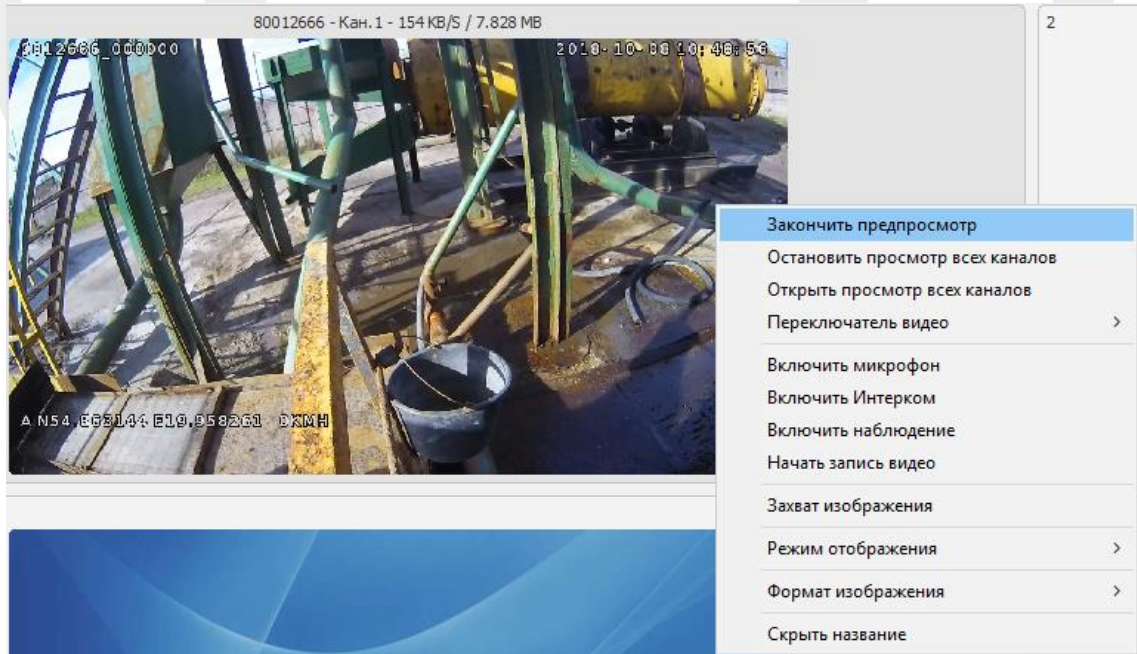 80012666 - Кан.1 - 154 KB/S / 7.828 MB
2
0012666_000000
2018-10-08 10:48:56
A N54.863144 E19.958261 0KMH
Закончить предпросмотр
Остановить просмотр всех каналов
Открыть просмотр всех каналов
Переключатель видео
Включить микрофон
Включить Интерком
Включить наблюдение
Начать запись видео
Захват изображения
Режим отображения
Формат изображения
Скрыть название